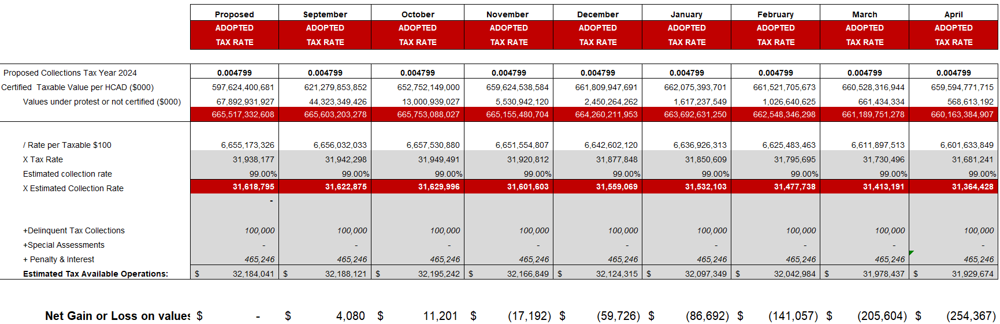 Proposed September October November December January February March April
ADOPTED ADOPTED ADOPTED ADOPTED ADOPTED ADOPTED ADOPTED ADOPTED ADOPTED
TAX RATE TAX RATE TAX RATE TAX RATE TAX RATE TAX RATE TAX RATE TAX RATE TAX RATE
Proposed Collections Tax Year 2024 0.004799 0.004799 0.004799 0.004799 0.004799 0.004799 0.004799 0.004799 0.004799
Certified Taxable Value per HCAD ($000) 597,624,400,681 621,279,853,852 652,752,149,000 659,624,538,584 661,809,947,691 662,075,393,701 661,521,705,673 660,528,316,944 659,594,771,715
Values under protest or not certified ($000) 67,892,931,927 44,323,349,426 13,000,939,027 5,530,942,120 2,450,264,262 1,617,237,549 1,026,640,625 661,434,334 568,613,192
665,517,332,608 665,603,203,278 665,753,088,027 665,155,480,704 664,260,211,953 663,692,631,250 662,548,346,298 661,189,751,278 660,163,384,907
/ Rate per Taxable $100 6,655,173,326 6,656,032,033 6,657,530,880 6,651,554,807 6,642,602,120 6,636,926,313 6,625,483,463 6,611,897,513 6,601,633,849
X Tax Rate 31,938,177 31,942,298 31,949,491 31,920,812 31,877,848 31,850,609 31,795,695 31,730,496 31,681,241
Estimated collection rate 99.00% 99.00% 99.00% 99.00% 99.00% 99.00% 99.00% 99.00% 99.00%
X Estimated Collection Rate 31,618,795 31,622,875 31,629,996 31,601,603 31,559,069 31,532,103 31,477,738 31,413,191 31,364,428
-
+Delinquent Tax Collections 100,000 100,000 100,000 100,000 100,000 100,000 100,000 100,000 100,000
+Special Assessments - - - - - - - - -
+ Penalty & Interest 465,246 465,246 465,246 465,246 465,246 465,246 465,246 465,246 465,246
Estimated Tax Available Operations: $ 32,184,041 $ 32,188,121 $ 32,195,242 $ 32,166,849 $ 32,124,315 $ 32,097,349 $ 32,042,984 $ 31,978,437 $ 31,929,674
Net Gain or Loss on values $ - $ 4,080 $ 11,201 $ (17,192) $ (59,726) $ (86,692) $ (141,057) $ (205,604) $ (254,367)